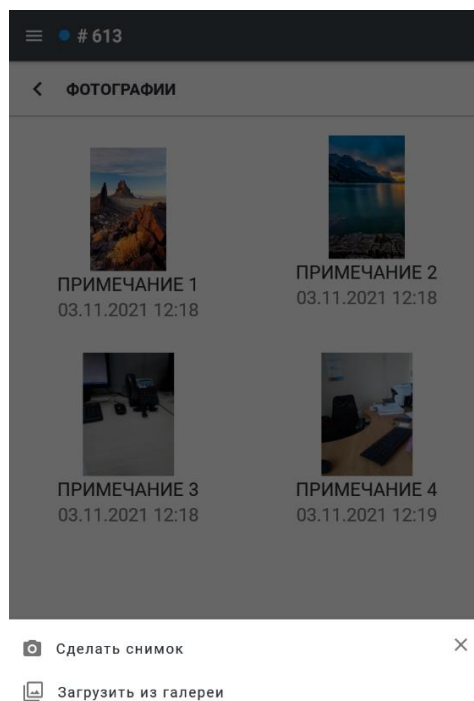 # 613
ФОТОГРАФИИ
ПРИМЕЧАНИЕ 1
03.11.2021 12:18
ПРИМЕЧАНИЕ 2
03.11.2021 12:18
ПРИМЕЧАНИЕ 3
03.11.2021 12:18
ПРИМЕЧАНИЕ 4
03.11.2021 12:19
Сделать снимок
Загрузить из галереи